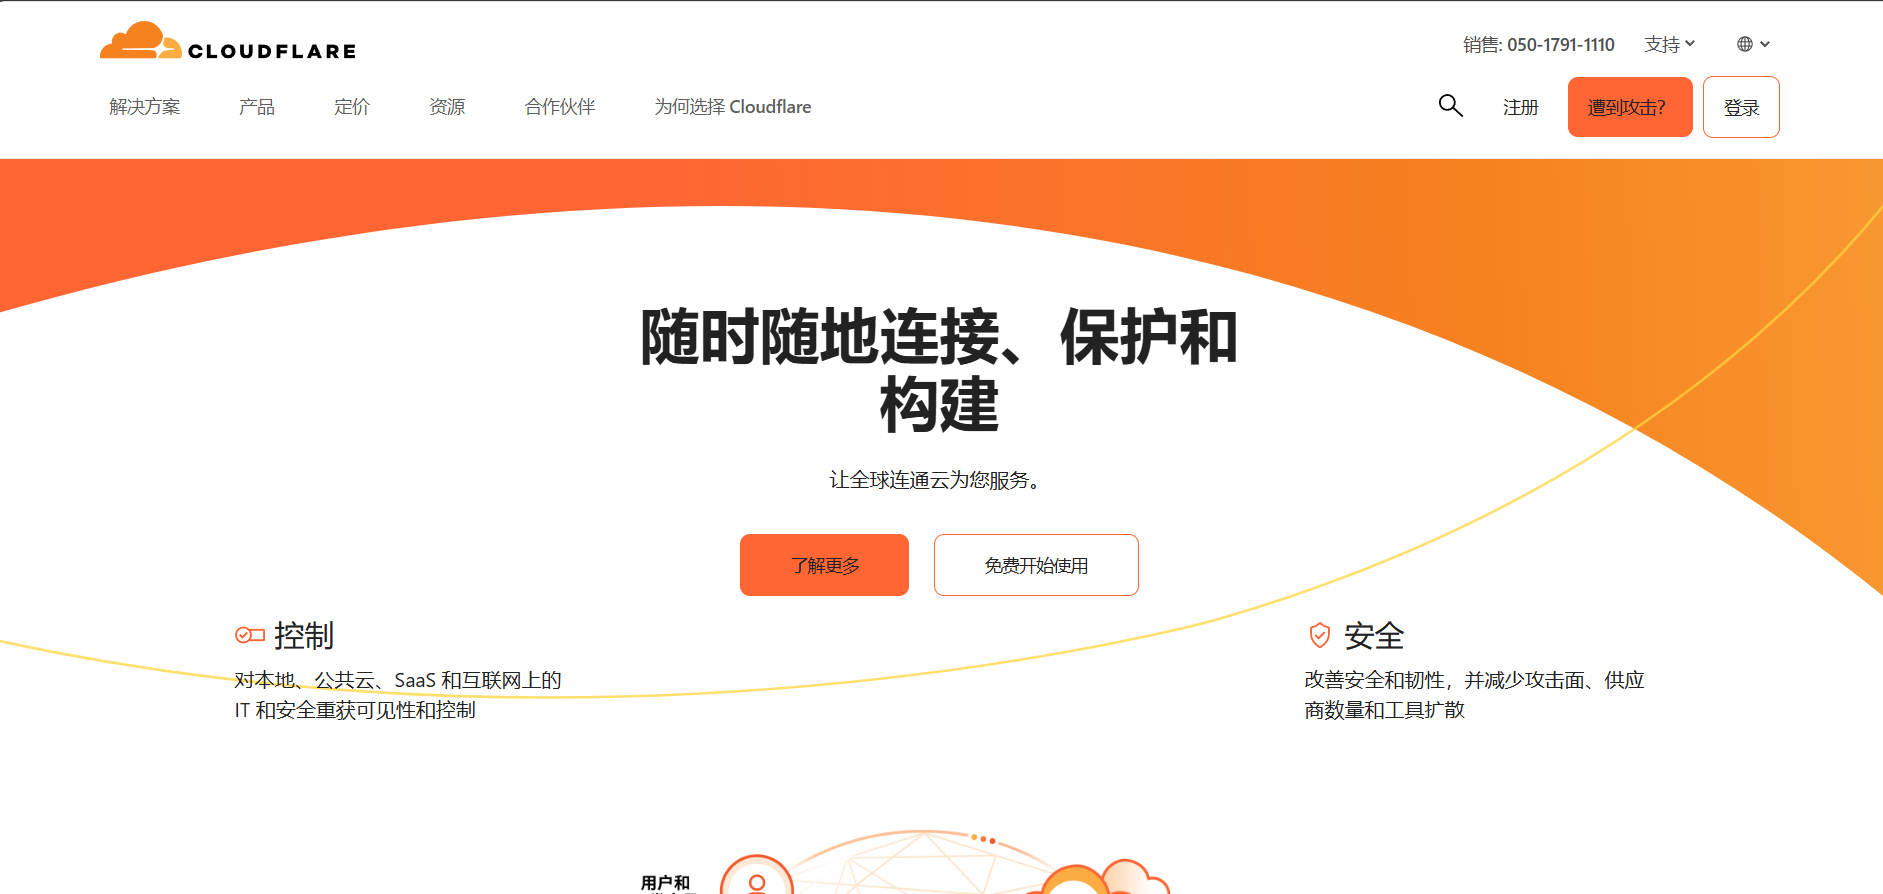 CLOUDFLARE
销售: 050-1791-1110
支持
解决方案
产品
定价
资源
合作伙伴
为何选择 Cloudflare
注册
遭到攻击?
登录
随时随地连接、保护和
构建
让全球连通云为您服务。
了解更多
免费开始使用
控制
对本地、公共云、SaaS 和互联网上的
IT 和安全重获可见性和控制
安全
改善安全和韧性，并减少攻击面、供应
商数量和工具扩散
用户和